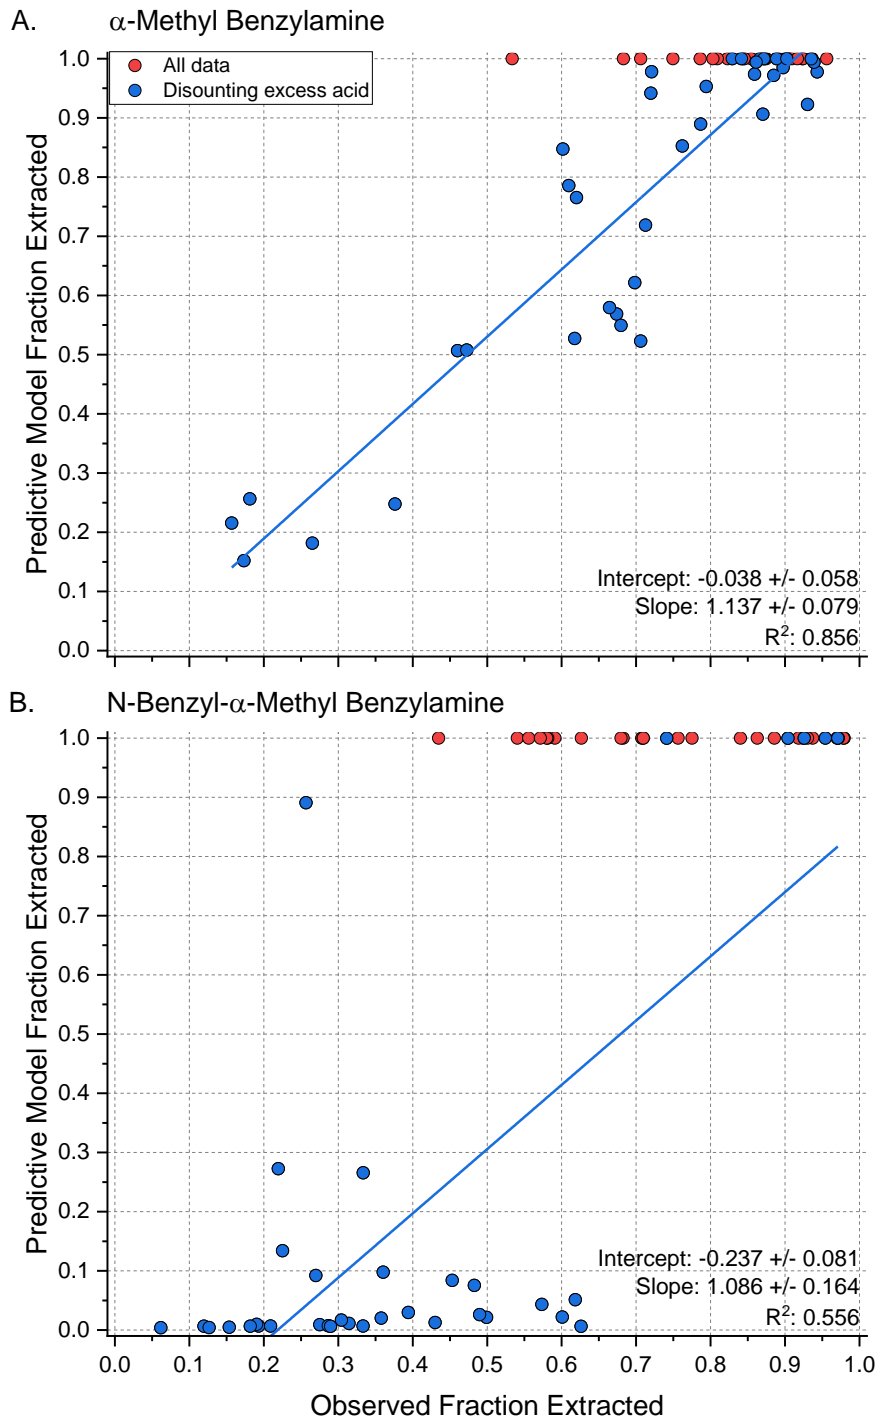 A.
α-Methyl Benzylamine
All data
Disounting excess acid
Predictive Model Fraction Extracted
1.0
0.9
0.8
0.7
0.6
0.5
0.4
0.3
0.2
0.1
0.0
Intercept: -0.038 +/- 0.058
Slope: 1.137 +/- 0.079
R²: 0.856
B.
N-Benzyl-α-Methyl Benzylamine
Predictive Model Fraction Extracted
1.0
0.9
0.8
0.7
0.6
0.5
0.4
0.3
0.2
0.1
0.0
Intercept: -0.237 +/- 0.081
Slope: 1.086 +/- 0.164
R²: 0.556
0.0 0.1 0.2 0.3 0.4 0.5 0.6 0.7 0.8 0.9 1.0
Observed Fraction Extracted